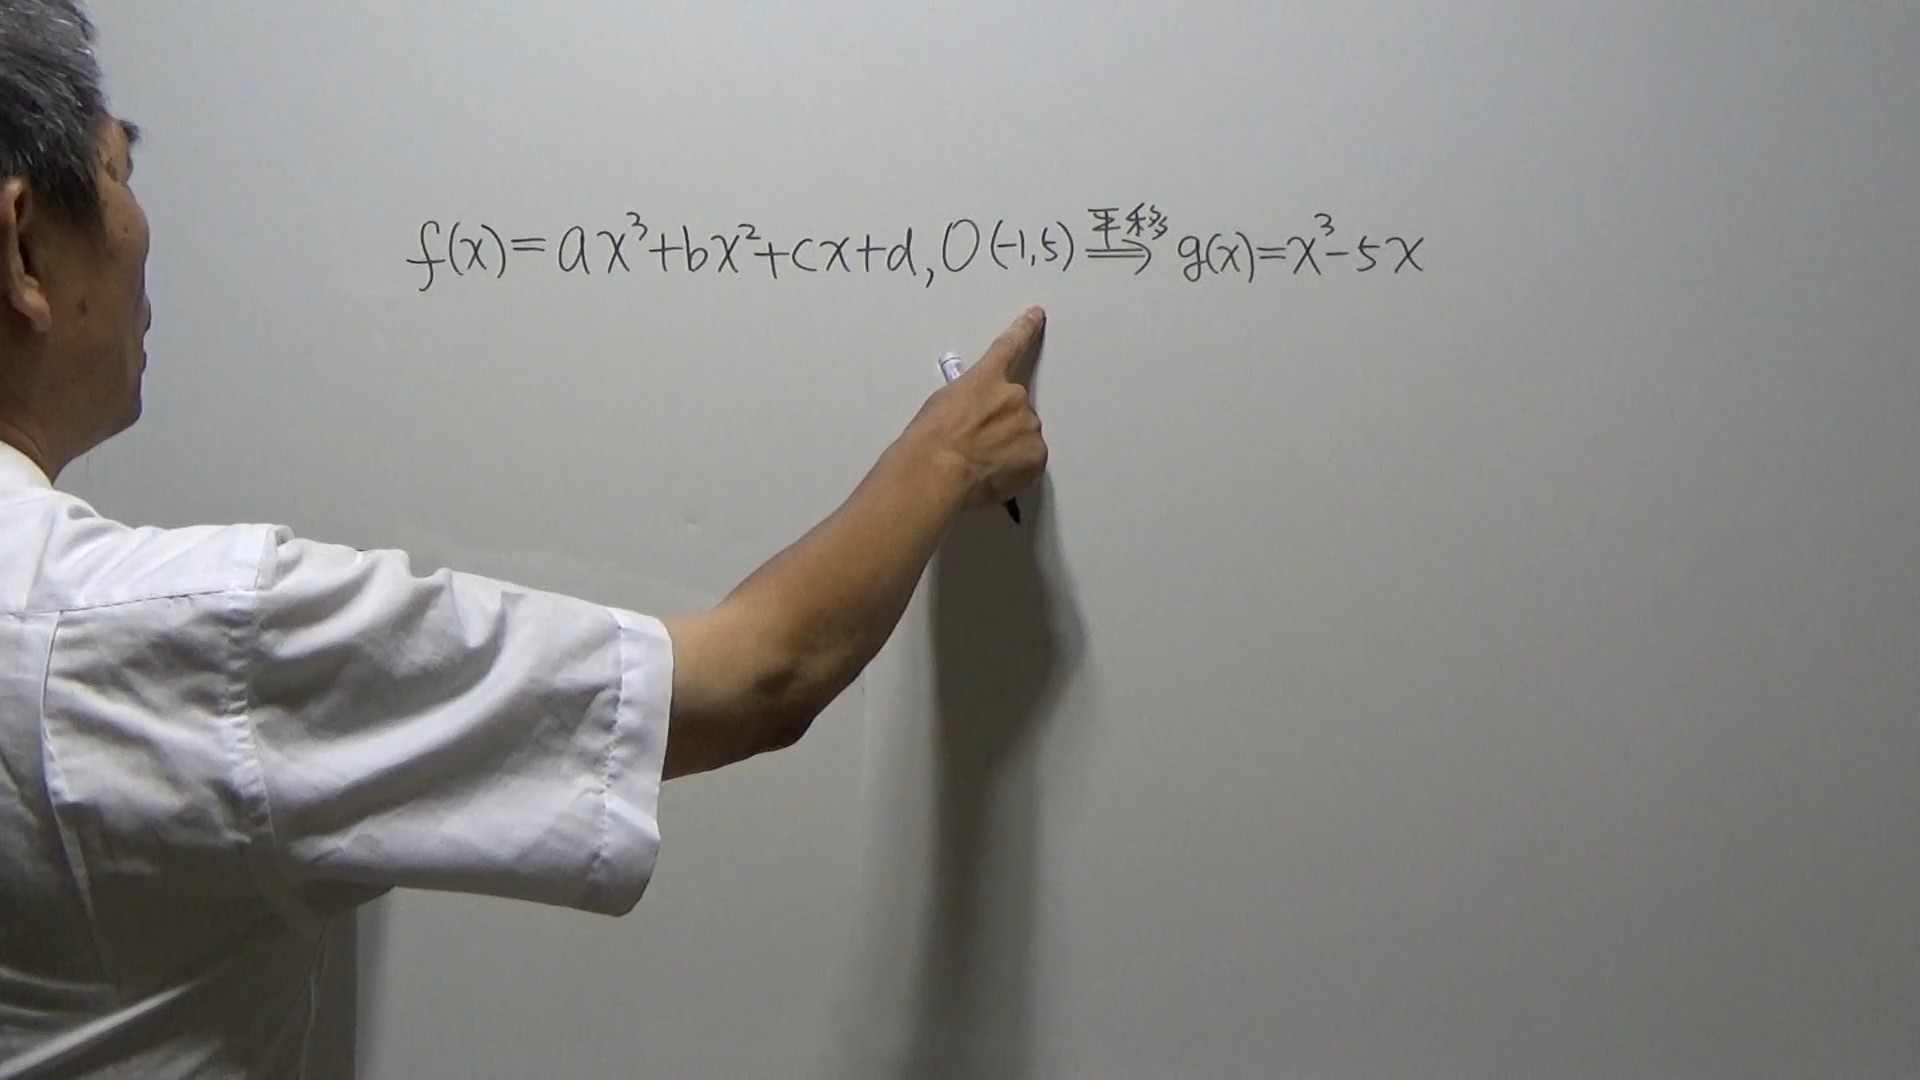 f(x)=ax³+bx²+cx+d, O(-1,5) 平移⇒ g(x)=x³-5x